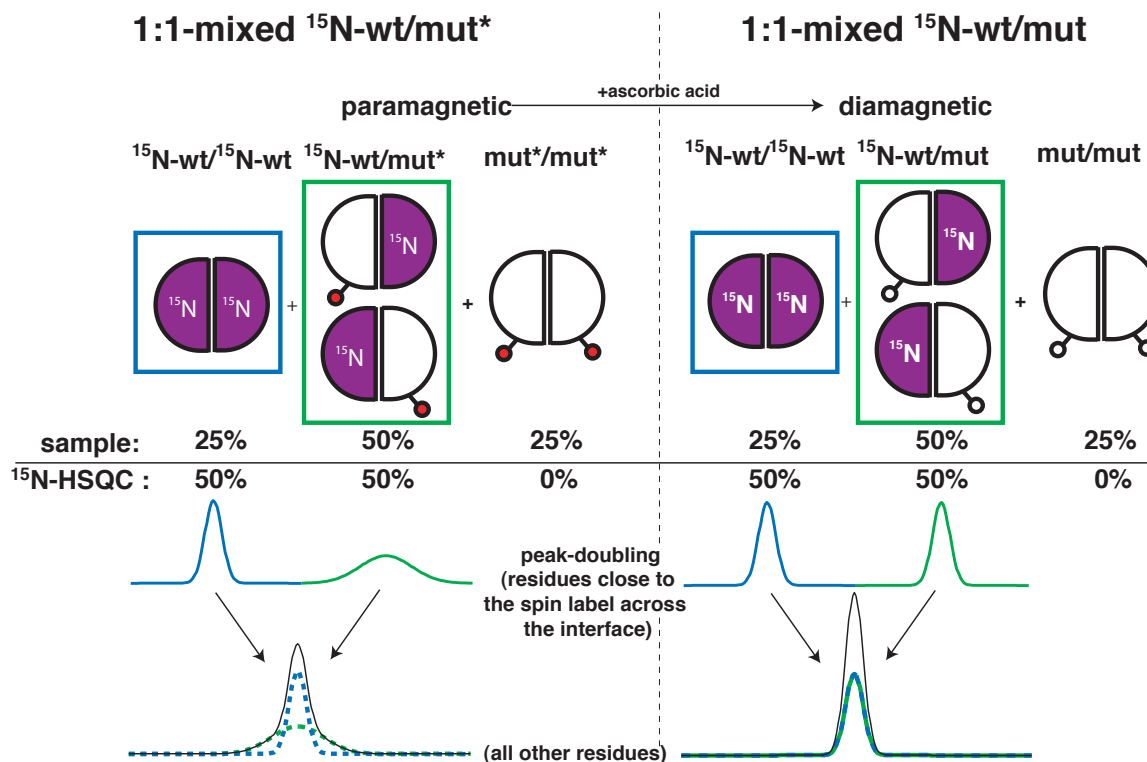 1:1-mixed ¹⁵N-wt/mut*
1:1-mixed ¹⁵N-wt/mut
paramagnetic
+ascorbic acid
diamagnetic
¹⁵N-wt/¹⁵N-wt
¹⁵N-wt/mut*
mut*/mut*
¹⁵N-wt/¹⁵N-wt
¹⁵N-wt/mut
mut/mut
¹⁵N
¹⁵N ¹⁵N
+
+
¹⁵N
¹⁵N
¹⁵N ¹⁵N
+
+
¹⁵N
sample: 25% 50% 25% 25% 50% 25%
¹⁵N-HSQC : 50% 50% 0% 50% 50% 0%
peak-doubling
(residues close to
the spin label across
the interface)
(all other residues)